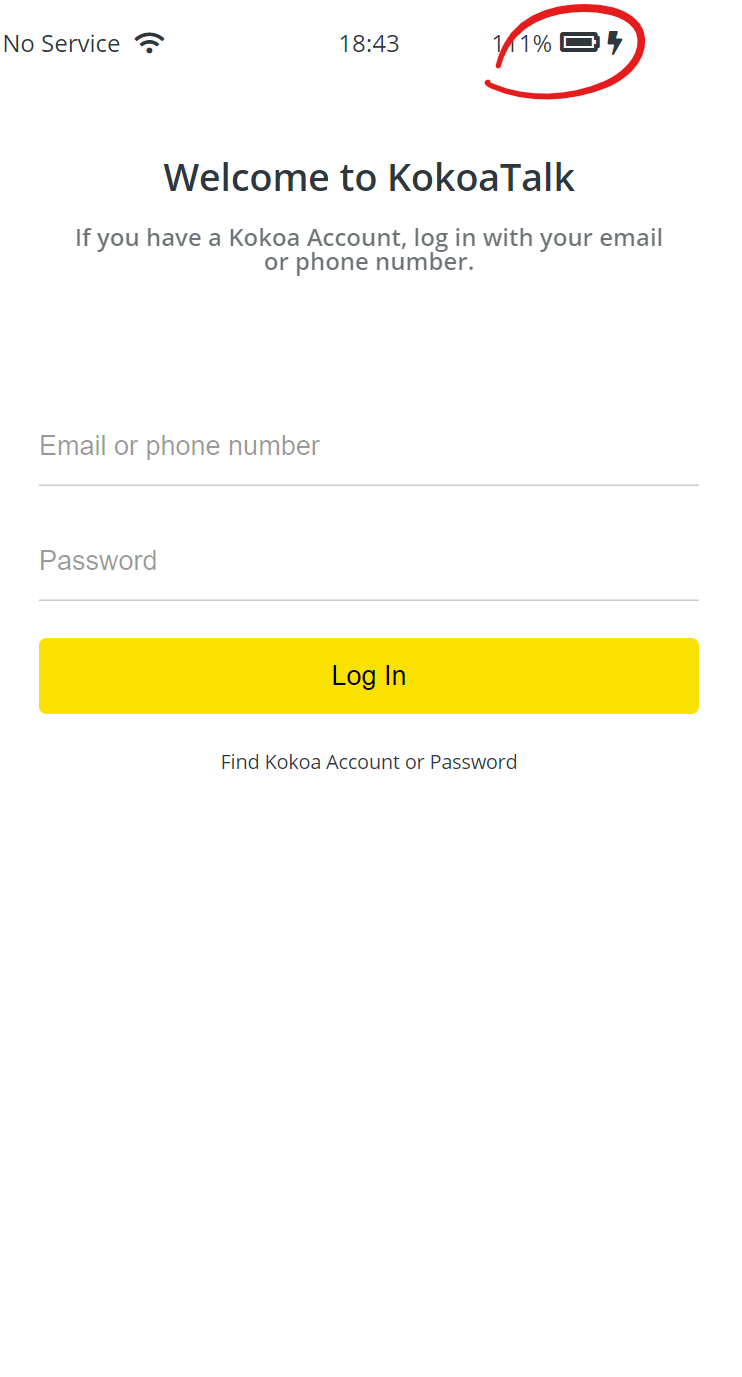 No Service 18:43 111%
Welcome to KokoaTalk
If you have a Kokoa Account, log in with your email
or phone number.
Email or phone number
Password
Log In
Find Kokoa Account or Password